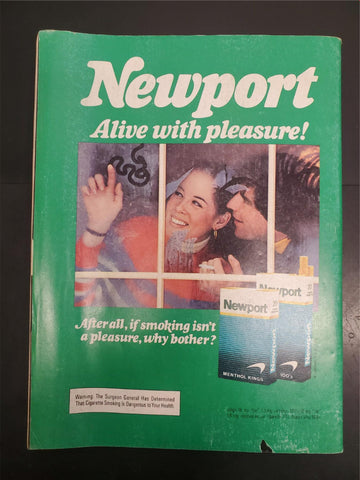 Newport
Alive with pleasure!
Newport
Newport
After all, if smoking isn't
a pleasure, why bother?
MENTHOL KINGS
100's
Warning: The Surgeon General Has Determined
That Cigarette Smoking Is Dangerous to Your Health.